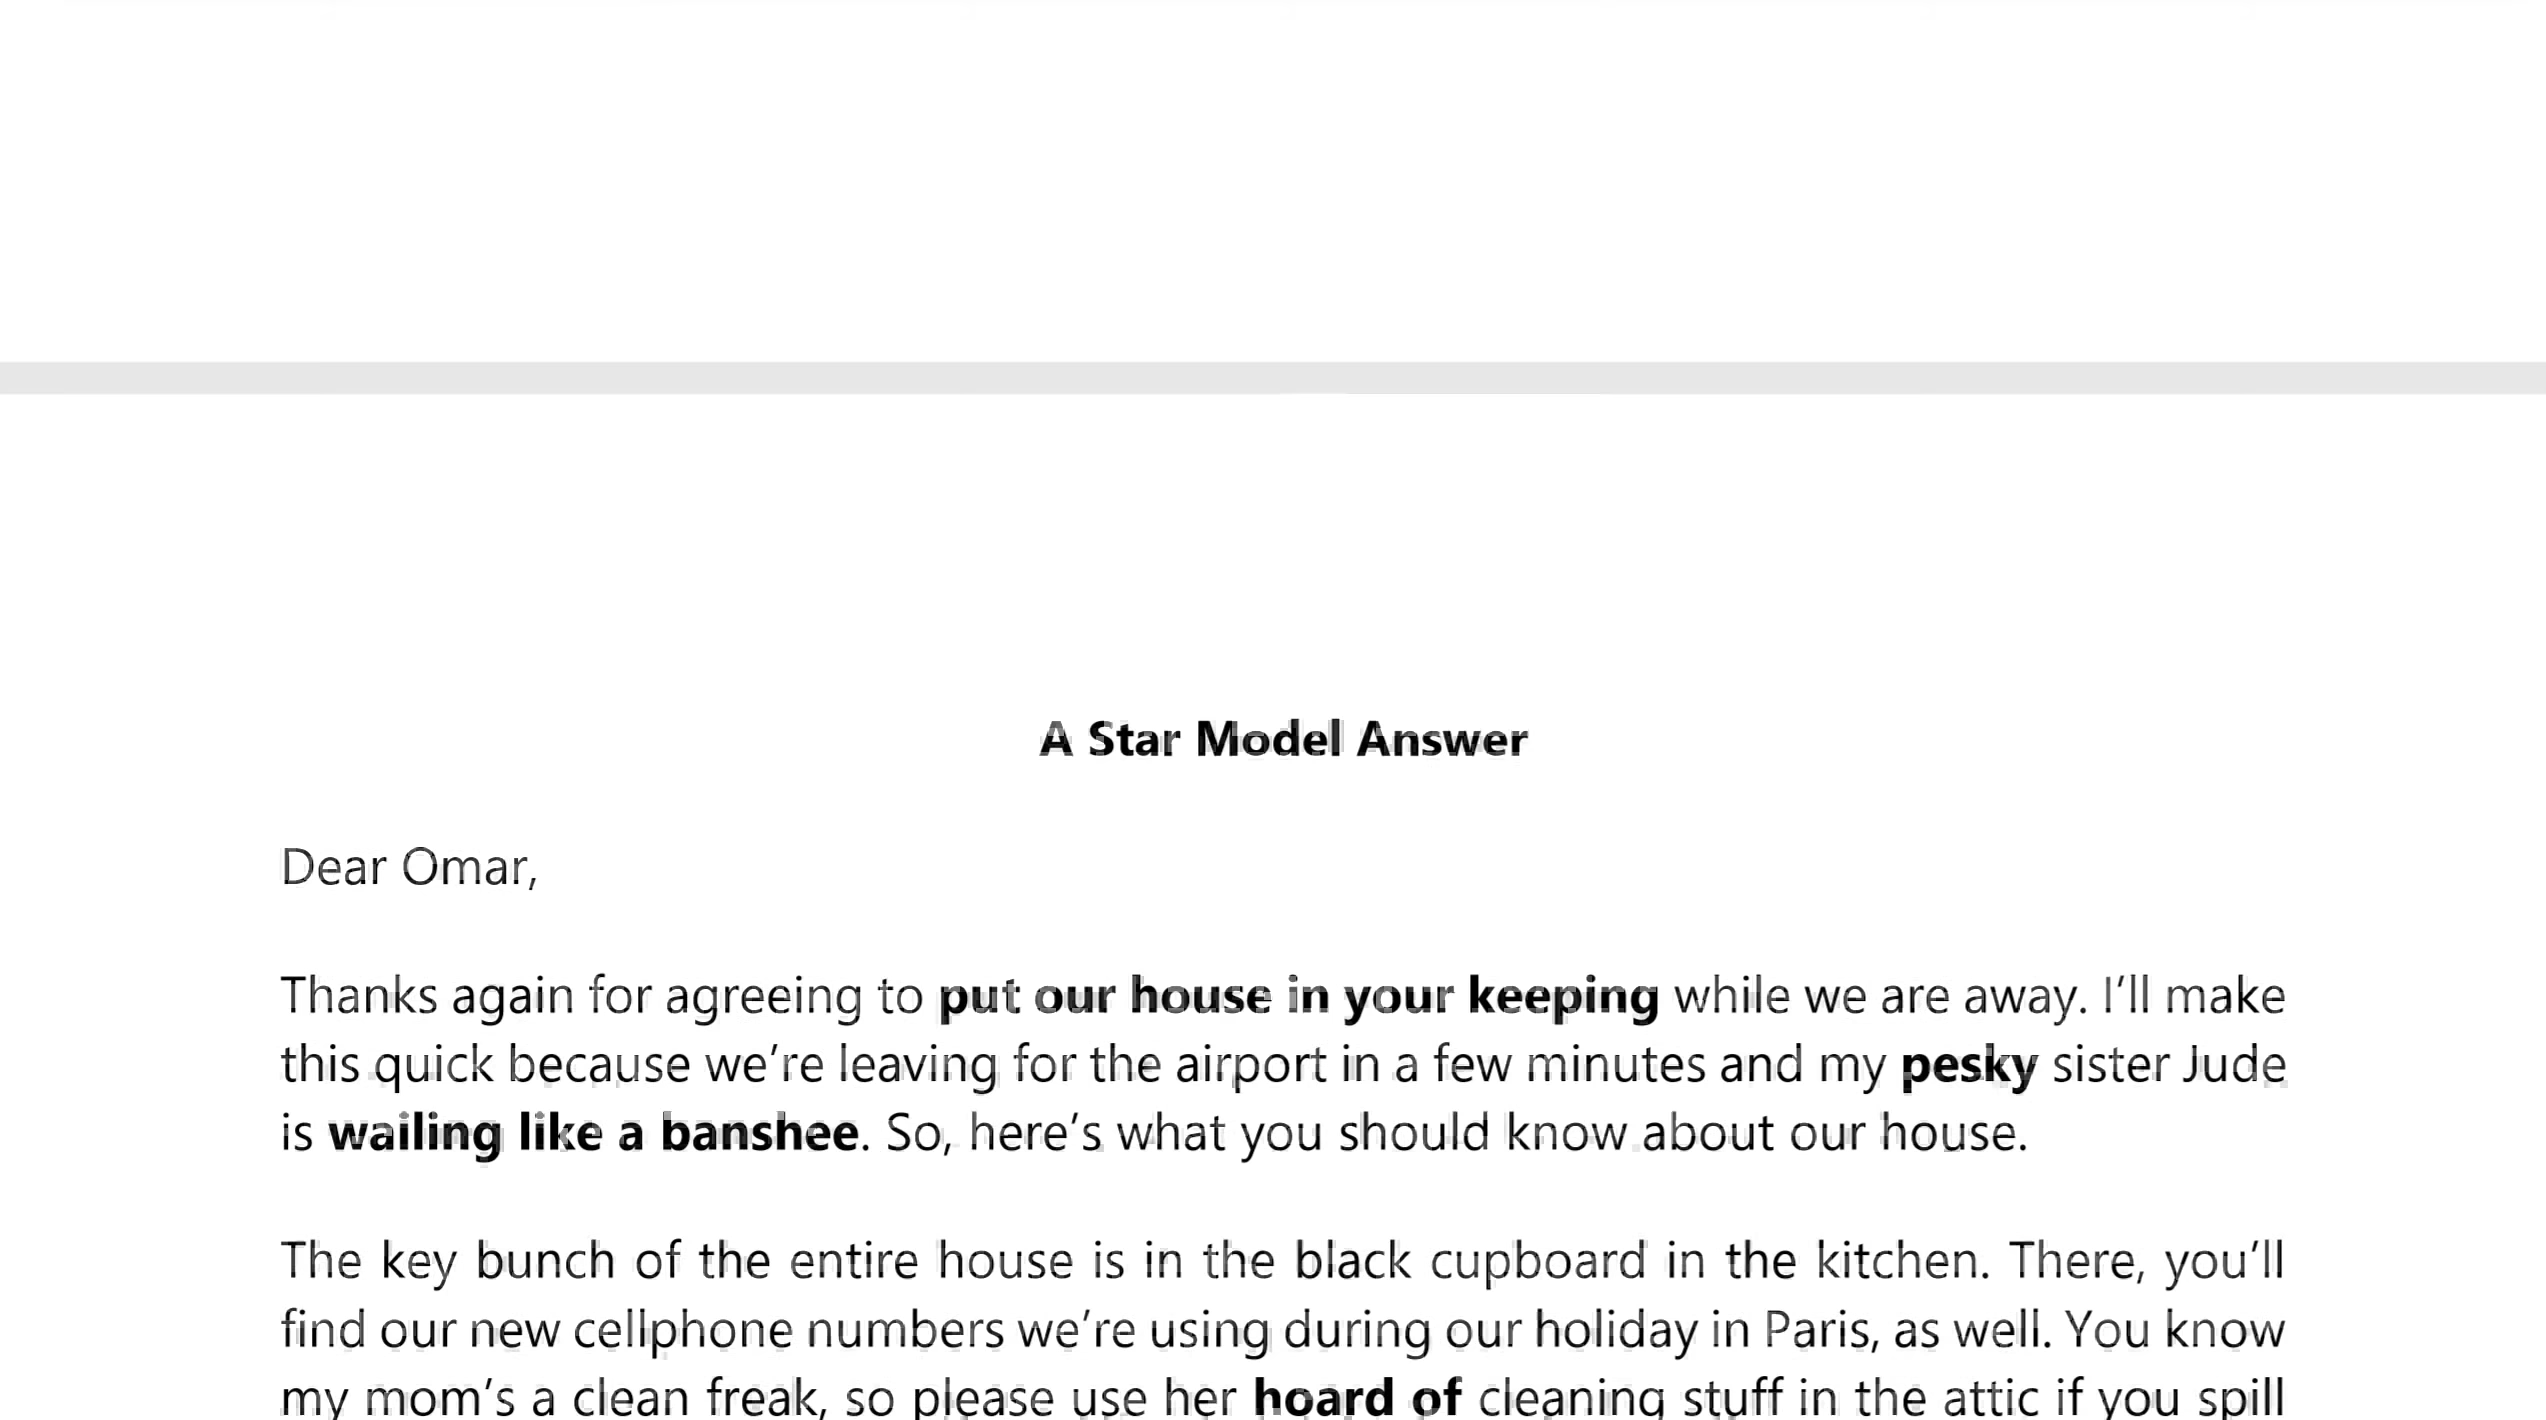 A Star Model Answer
Dear Omar,
Thanks again for agreeing to put our house in your keeping while we are away. I’ll make
this quick because we’re leaving for the airport in a few minutes and my pesky sister Jude
is wailing like a banshee. So, here’s what you should know about our house.
The key bunch of the entire house is in the black cupboard in the kitchen. There, you’ll
find our new cellphone numbers we’re using during our holiday in Paris, as well. You know
my mom’s a clean freak, so please use her hoard of cleaning stuff in the attic if you spill